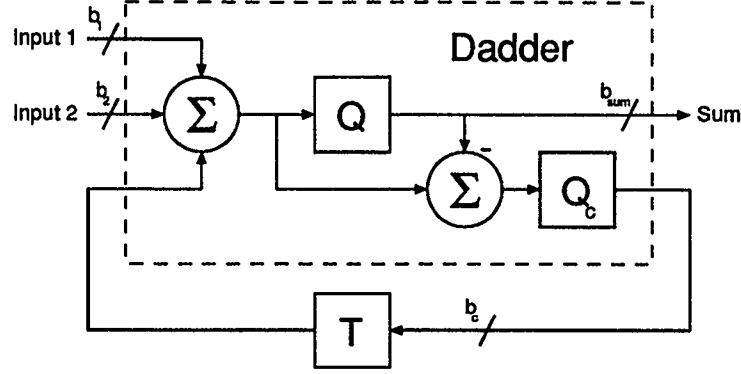 Input 1
b1
Dadder
Input 2
b2
Σ
Q
bsum
Sum
-
Σ
Qc
T
bc